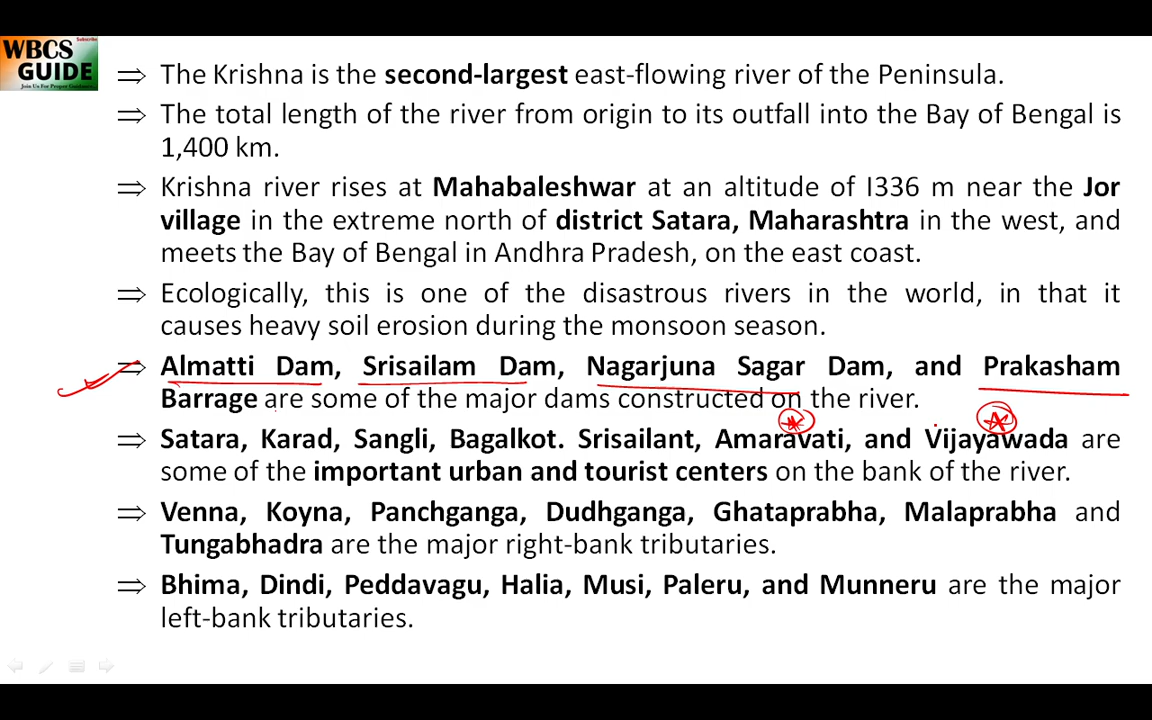 Subscribe
WBCS
GUIDE
Join Us For Proper Guidance...
⇒ The Krishna is the second-largest east-flowing river of the Peninsula.
⇒ The total length of the river from origin to its outfall into the Bay of Bengal is
1,400 km.
⇒ Krishna river rises at Mahabaleshwar at an altitude of I336 m near the Jor
village in the extreme north of district Satara, Maharashtra in the west, and
meets the Bay of Bengal in Andhra Pradesh, on the east coast.
⇒ Ecologically, this is one of the disastrous rivers in the world, in that it
causes heavy soil erosion during the monsoon season.
⇒ Almatti Dam, Srisailam Dam, Nagarjuna Sagar Dam, and Prakasham
Barrage are some of the major dams constructed on the river.
⇒ Satara, Karad, Sangli, Bagalkot. Srisailant, Amaravati, and Vijayawada are
some of the important urban and tourist centers on the bank of the river.
⇒ Venna, Koyna, Panchganga, Dudhganga, Ghataprabha, Malaprabha and
Tungabhadra are the major right-bank tributaries.
⇒ Bhima, Dindi, Peddavagu, Halia, Musi, Paleru, and Munneru are the major
left-bank tributaries.